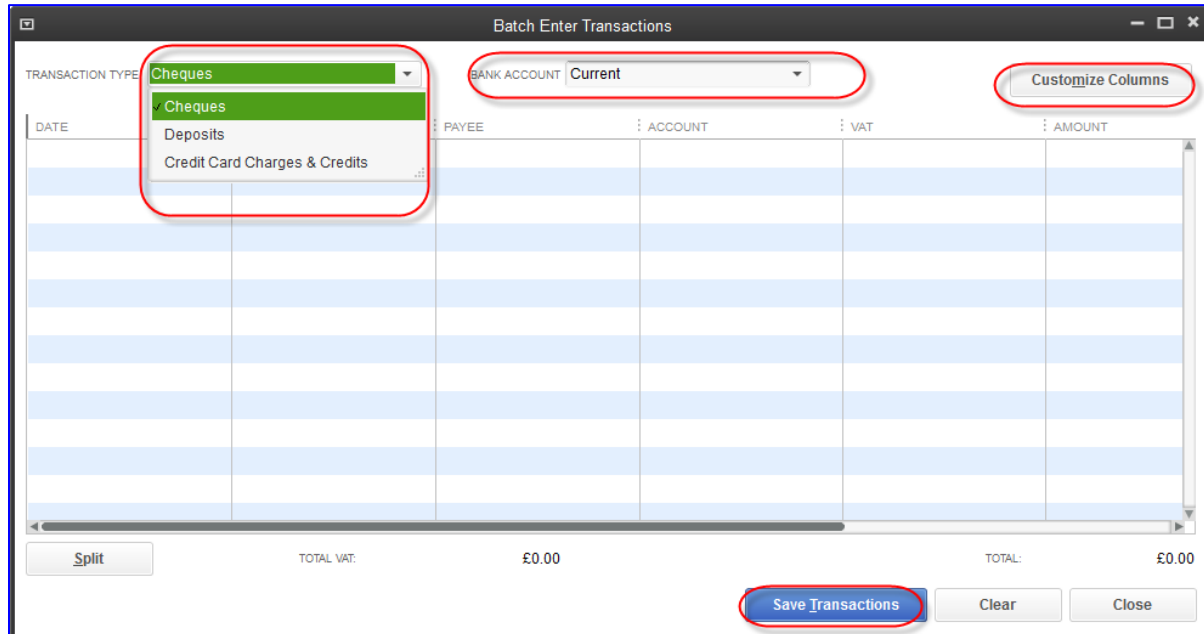 Batch Enter Transactions
TRANSACTION TYPE Cheques BANK ACCOUNT Current Customize Columns
Cheques
Deposits
Credit Card Charges & Credits
DATE PAYEE ACCOUNT VAT AMOUNT
Split TOTAL VAT: £0.00 TOTAL: £0.00
Save Transactions Clear Close